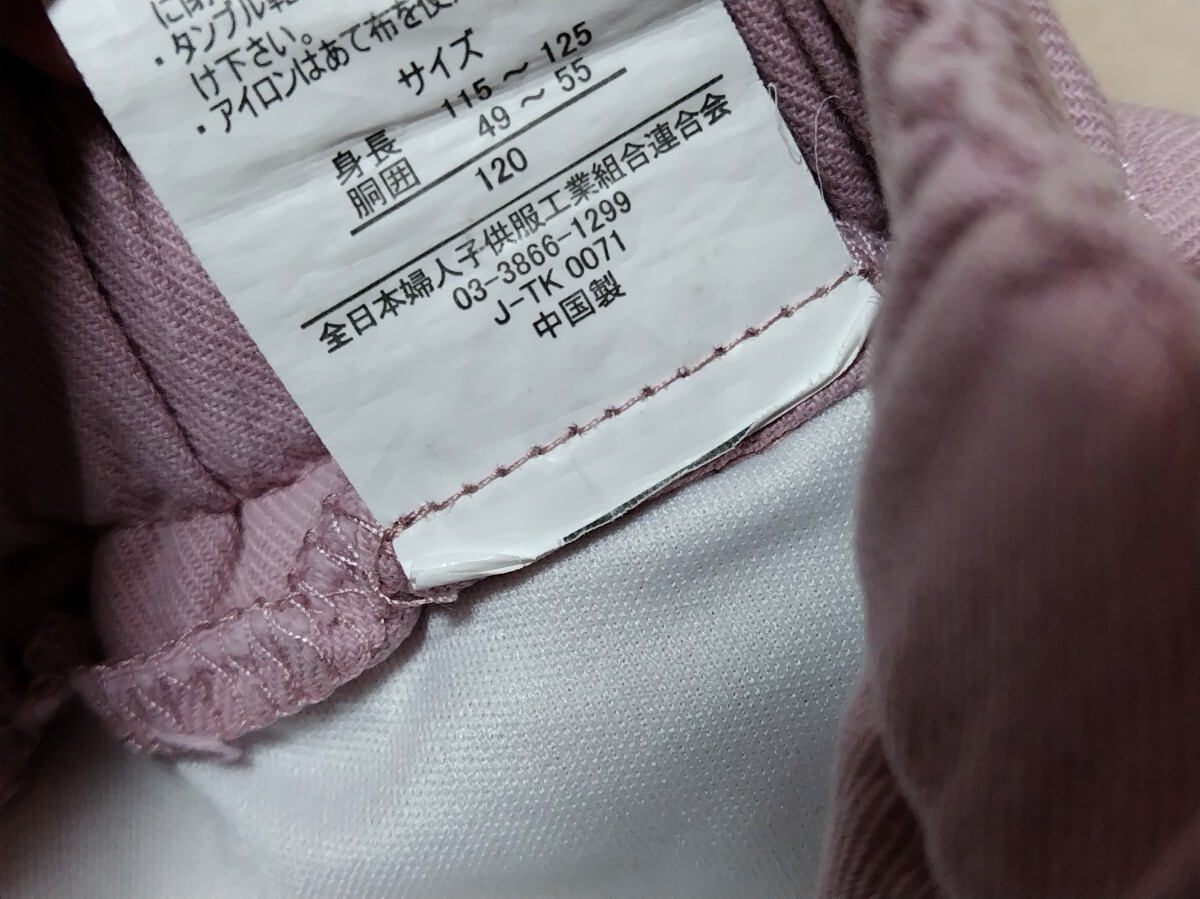 ・タンブル乾
け下さい。
・アイロンはあて布を使
サイズ
身長 115～125
胴囲 49～55
120
全日本婦人子供服工業組合連合会
03-3866-1299
J-TK 0071
中国製